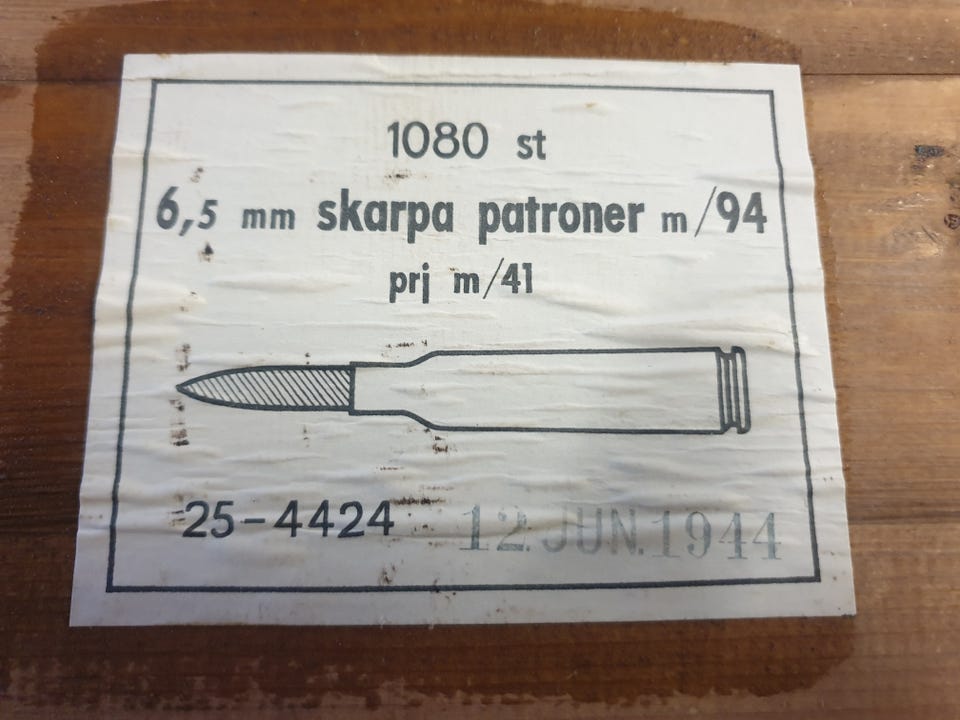 1080 st
6,5 mm skarpa patroner m/94
prj m/41
25-4424 12. JUN. 1944